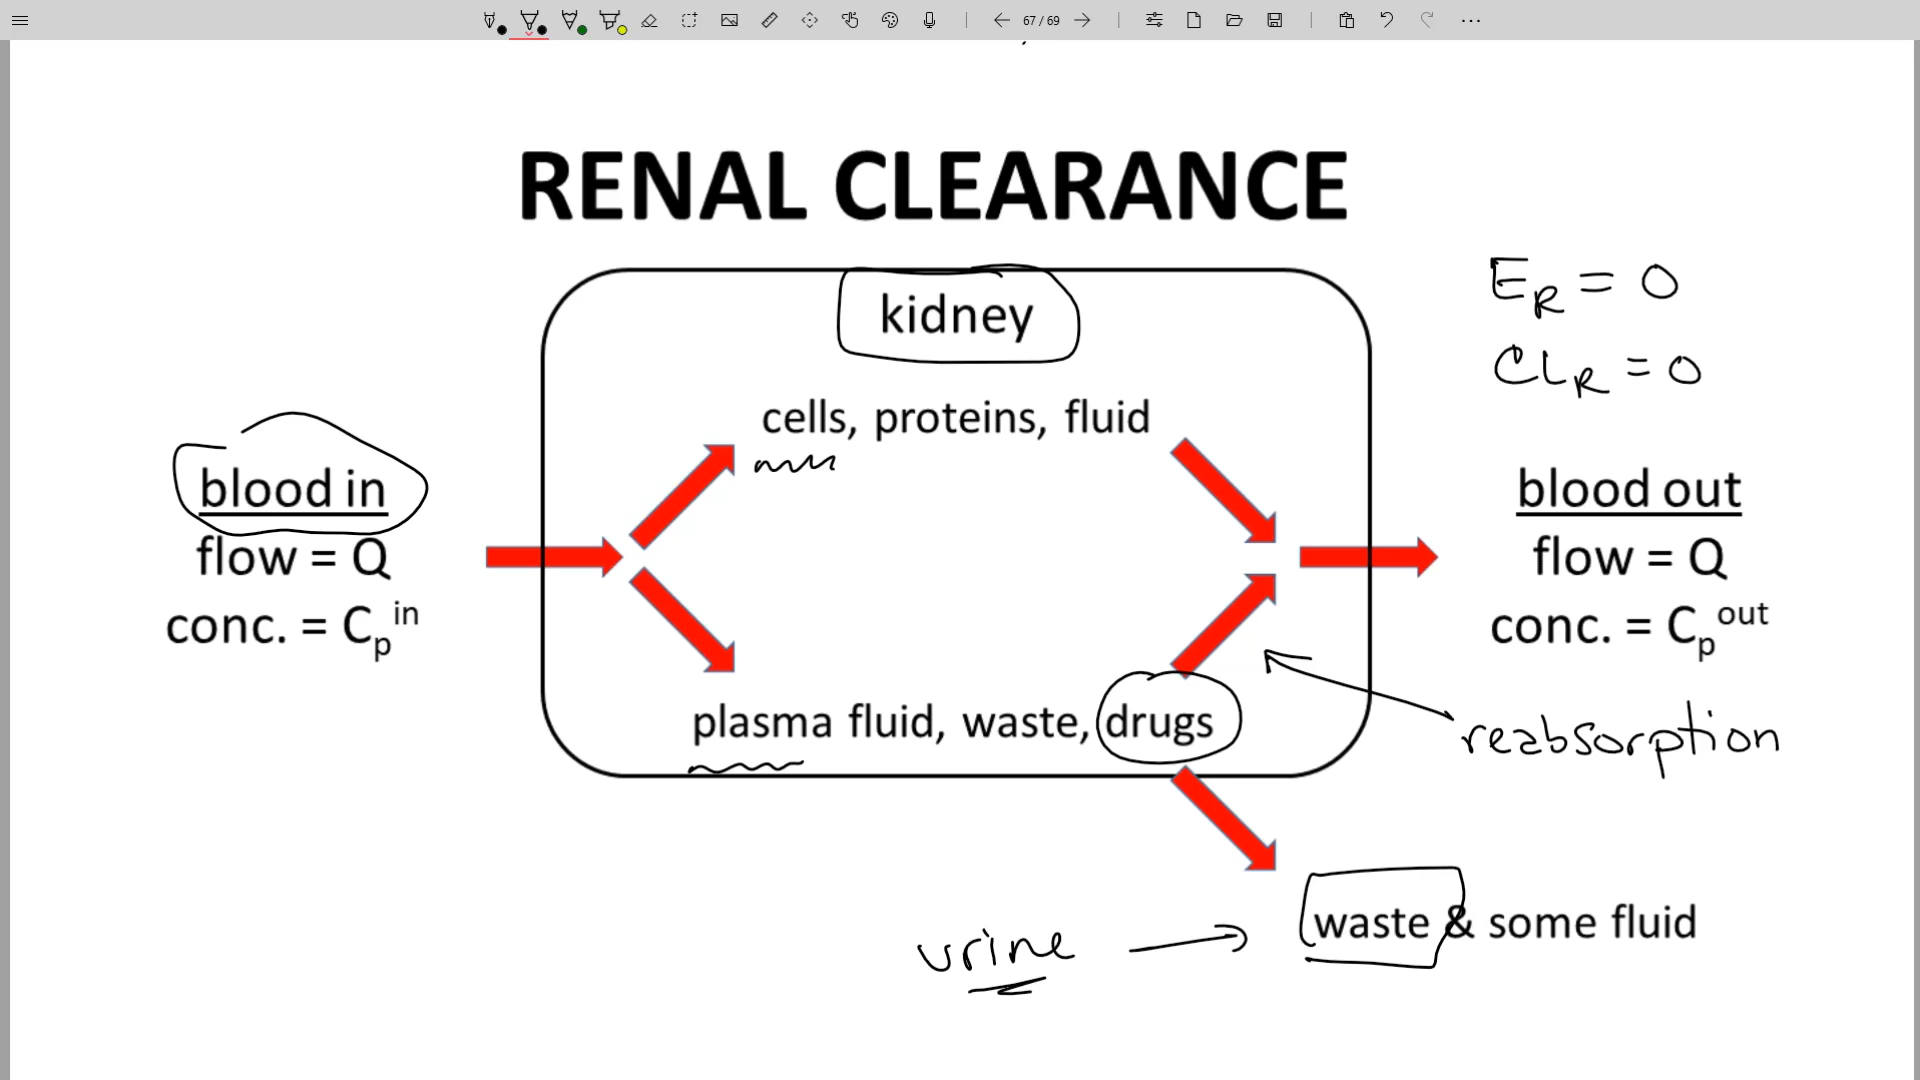 67 / 69
RENAL CLEARANCE
kidney
E_R = 0
CL_R = 0
cells, proteins, fluid
blood in
flow = Q
conc. = C_p^in
blood out
flow = Q
conc. = C_p^out
plasma fluid, waste, drugs
reabsorption
waste & some fluid
urine